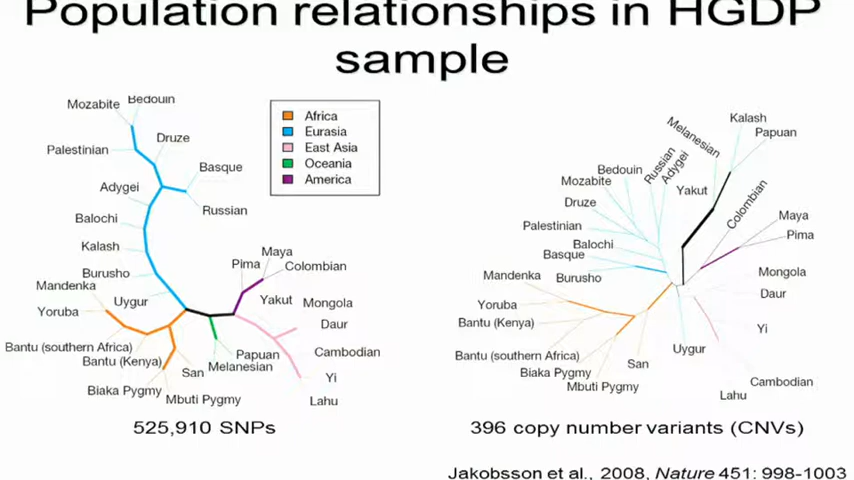 Population relationships in HGDP
sample
Mozabite
Bedouin
Palestinian
Druze
Basque
Adygei
Russian
Balochi
Kalash
Burusho
Mandenka
Uygur
Yoruba
Bantu (southern Africa)
Bantu (Kenya)
San
Biaka Pygmy
Mbuti Pygmy
Maya
Pima
Colombian
Yakut
Mongola
Daur
Papuan
Melanesian
Cambodian
Yi
Lahu
Africa
Eurasia
East Asia
Oceania
America
525,910 SNPs
Kalash
Papuan
Melanesian
Russian
Adygei
Bedouin
Mozabite
Yakut
Colombian
Druze
Maya
Palestinian
Pima
Balochi
Basque
Mandenka
Burusho
Mongola
Daur
Yoruba
Bantu (Kenya)
Yi
Bantu (southern Africa)
Uygur
San
Biaka Pygmy
Mbuti Pygmy
Cambodian
Lahu
396 copy number variants (CNVs)
Jakobsson et al., 2008, Nature 451: 998-1003